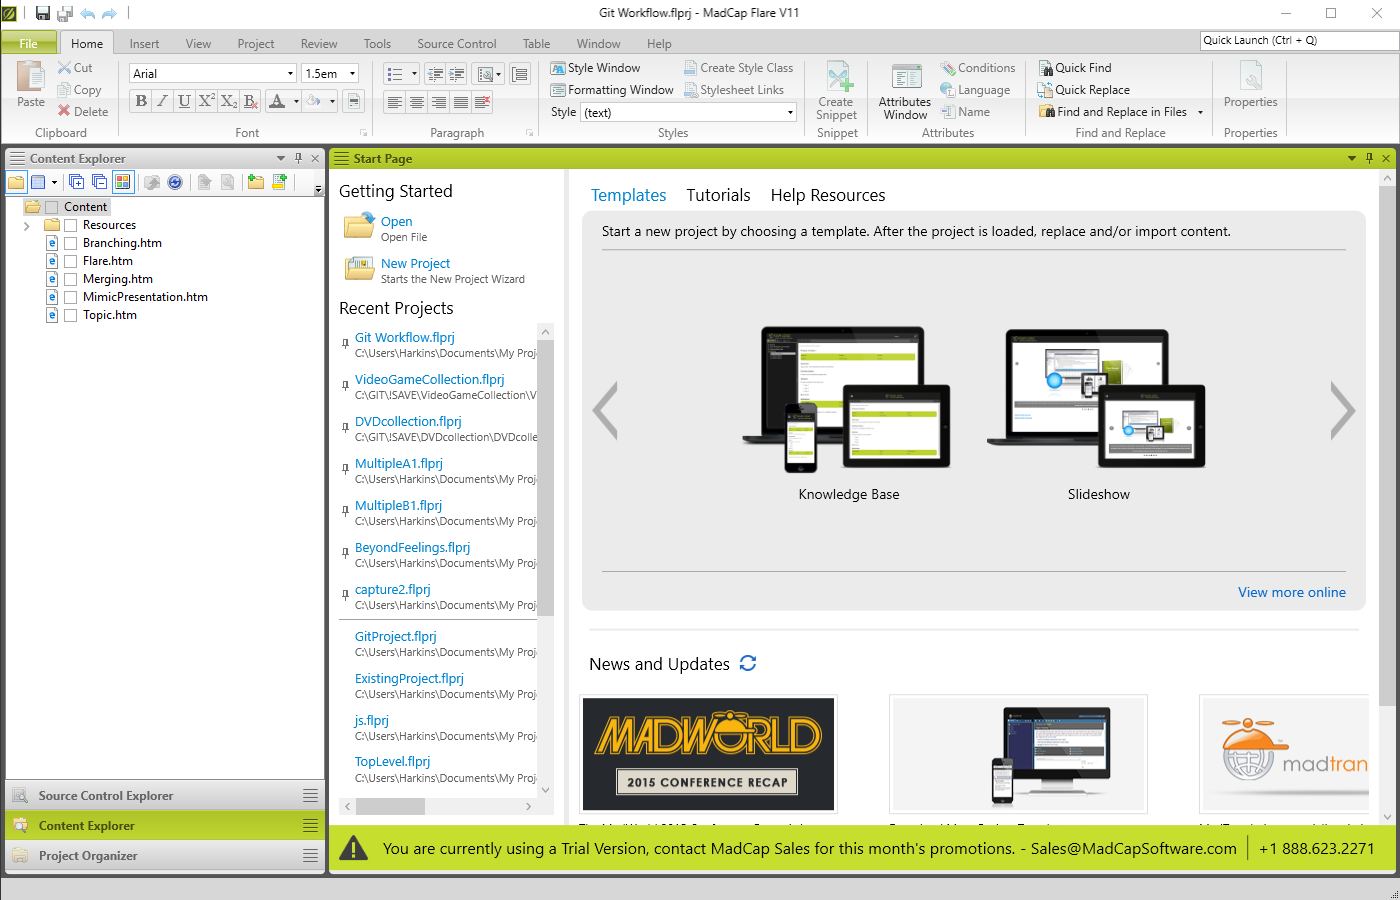 Git Workflow.flprj - MadCap Flare V11
File
Home
Insert
View
Project
Review
Tools
Source Control
Table
Window
Help
Quick Launch (Ctrl + Q)
Paste
Cut
Copy
Delete
Clipboard
Arial
1.5em
B I U X² X₂ B
A
Font
Paragraph
Style Window
Formatting Window
Style (text)
Create Style Class
Stylesheet Links
Styles
Create
Snippet
Snippet
Attributes
Window
Conditions
Language
Name
Attributes
Quick Find
Quick Replace
Find and Replace in Files
Find and Replace
Properties
Properties
Content Explorer
Content
Resources
Branching.htm
Flare.htm
Merging.htm
MimicPresentation.htm
Topic.htm
Source Control Explorer
Content Explorer
Project Organizer
Start Page
Getting Started
Open
Open File
New Project
Starts the New Project Wizard
Recent Projects
Git Workflow.flprj
C:\Users\Harkins\Documents\My Proj
VideoGameCollection.flprj
C:\GIT\!SAVE\VideoGameCollection\V
DVDcollection.flprj
C:\GIT\!SAVE\DVDcollection\DVDcolle
MultipleA1.flprj
C:\Users\Harkins\Documents\My Proj
MultipleB1.flprj
C:\Users\Harkins\Documents\My Proj
BeyondFeelings.flprj
C:\Users\Harkins\Documents\My Proj
capture2.flprj
C:\Users\Harkins\Documents\My Proj
GitProject.flprj
C:\Users\Harkins\Documents\My Proj
ExistingProject.flprj
C:\Users\Harkins\Documents\My Proj
js.flprj
C:\Users\Harkins\Documents\My Proj
TopLevel.flprj
C:\Users\Harkins\Documents\My Proj
Templates
Tutorials
Help Resources
Start a new project by choosing a template. After the project is loaded, replace and/or import content.
Knowledge Base
Slideshow
View more online
News and Updates
MADWORLD
2015 CONFERENCE RECAP
madtran
You are currently using a Trial Version, contact MadCap Sales for this month's promotions. - Sales@MadCapSoftware.com
+1 888.623.2271